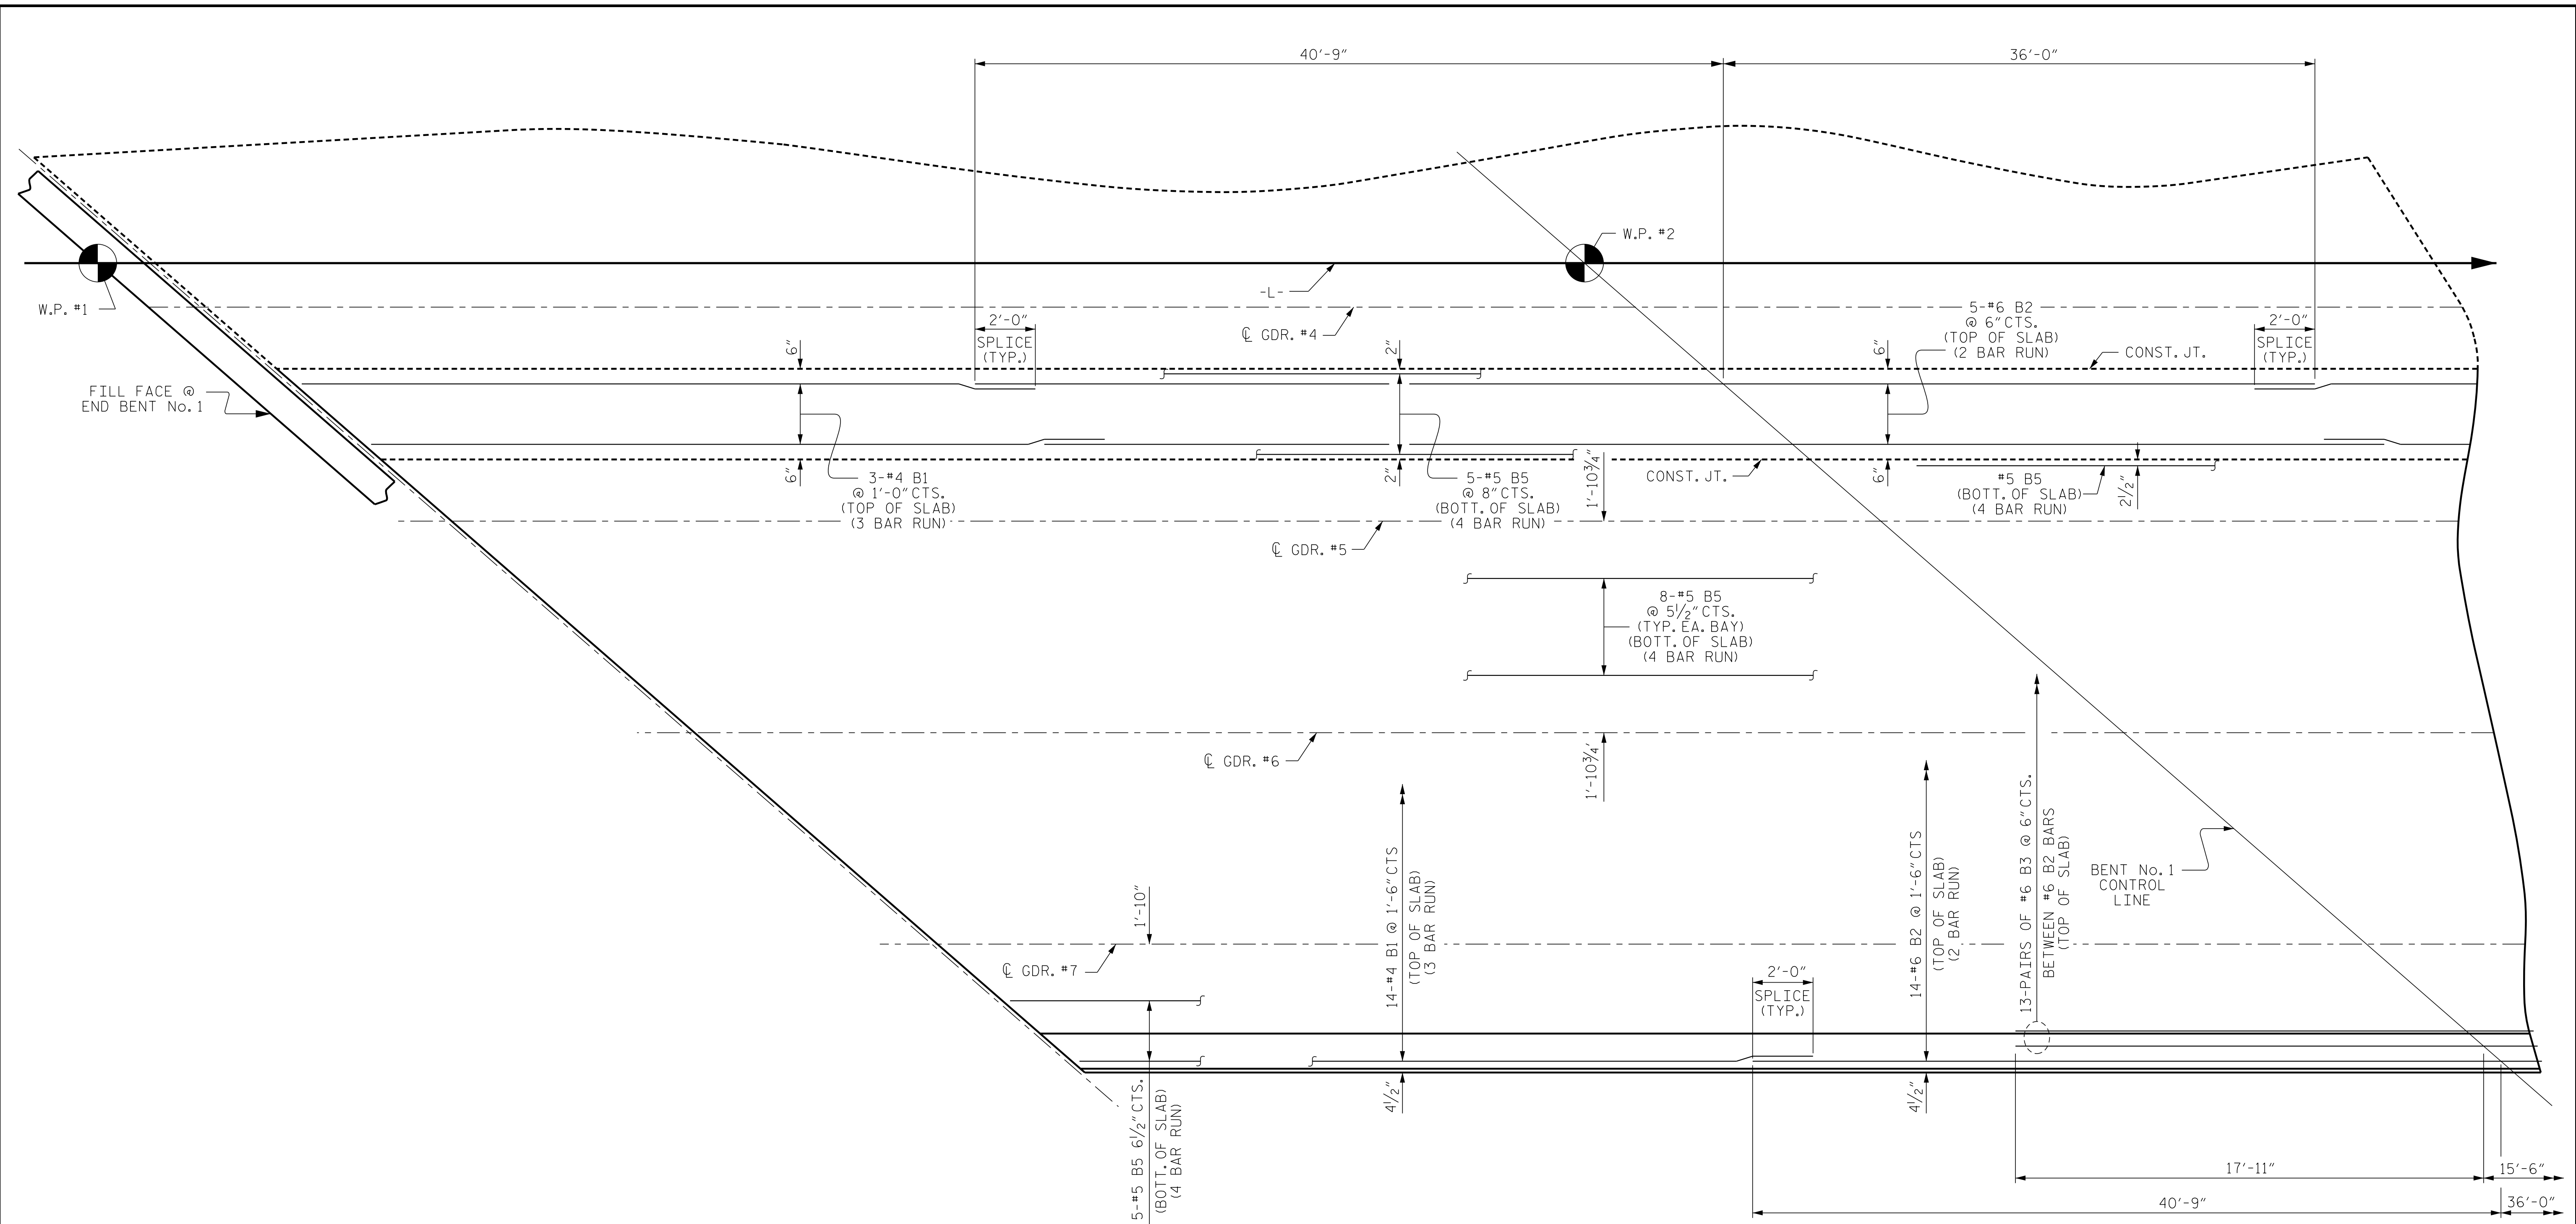 40'-9"
36'-0"
W.P. #2
W.P. #1
-L-
℄ GDR. #4
2'-0"
SPLICE
(TYP.)
6"
2"
6"
5-#6 B2
@ 6" CTS.
(TOP OF SLAB)
(2 BAR RUN)
2'-0"
SPLICE
(TYP.)
CONST. JT.
FILL FACE @
END BENT No. 1
6"
3-#4 B1
@ 1'-0" CTS.
(TOP OF SLAB)
(3 BAR RUN)
2"
5-#5 B5
@ 8" CTS.
(BOTT. OF SLAB)
(4 BAR RUN)
1'-10¾"
CONST. JT.
6"
#5 B5
(BOTT. OF SLAB)
(4 BAR RUN)
2½"
℄ GDR. #5
8-#5 B5
@ 5½" CTS.
(TYP. EA. BAY)
(BOTT. OF SLAB)
(4 BAR RUN)
℄ GDR. #6
1'-10¾'
14-#4 B1 @ 1'-6" CTS
(TOP OF SLAB)
(3 BAR RUN)
14-#6 B2 @ 1'-6" CTS
(TOP OF SLAB)
(2 BAR RUN)
13-PAIRS OF #6 B3 @ 6" CTS.
BETWEEN #6 B2 BARS
(TOP OF SLAB)
BENT No. 1
CONTROL
LINE
1'-10"
℄ GDR. #7
2'-0"
SPLICE
(TYP.)
5-#5 B5 6½" CTS.
(BOTT. OF SLAB)
(4 BAR RUN)
4½"
4½"
17'-11"
15'-6"
40'-9"
36'-0"